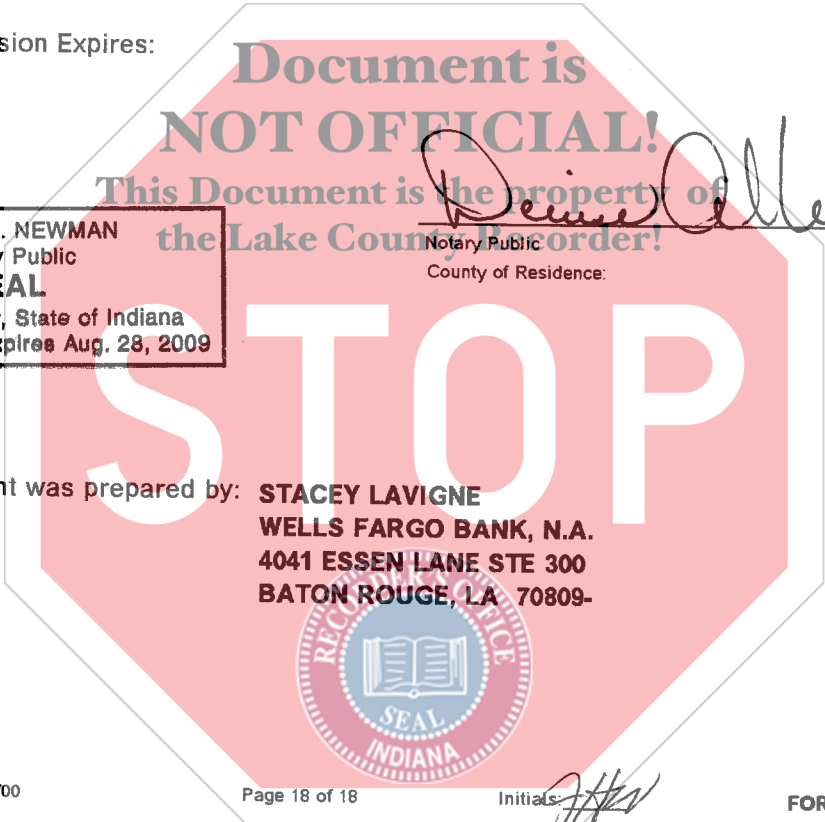 sion Expires:
Document is
NOT OFFICIAL!
This Document is the property of
the Lake County Recorder!
. NEWMAN
y Public
EAL
, State of Indiana
pires Aug. 28, 2009
Notary Public
County of Residence:
STOP
nt was prepared by: STACEY LAVIGNE
WELLS FARGO BANK, N.A.
4041 ESSEN LANE STE 300
BATON ROUGE, LA 70809-
RECORDER'S OFFICE
SEAL
INDIANA
00
Page 18 of 18
Initials:
FOR